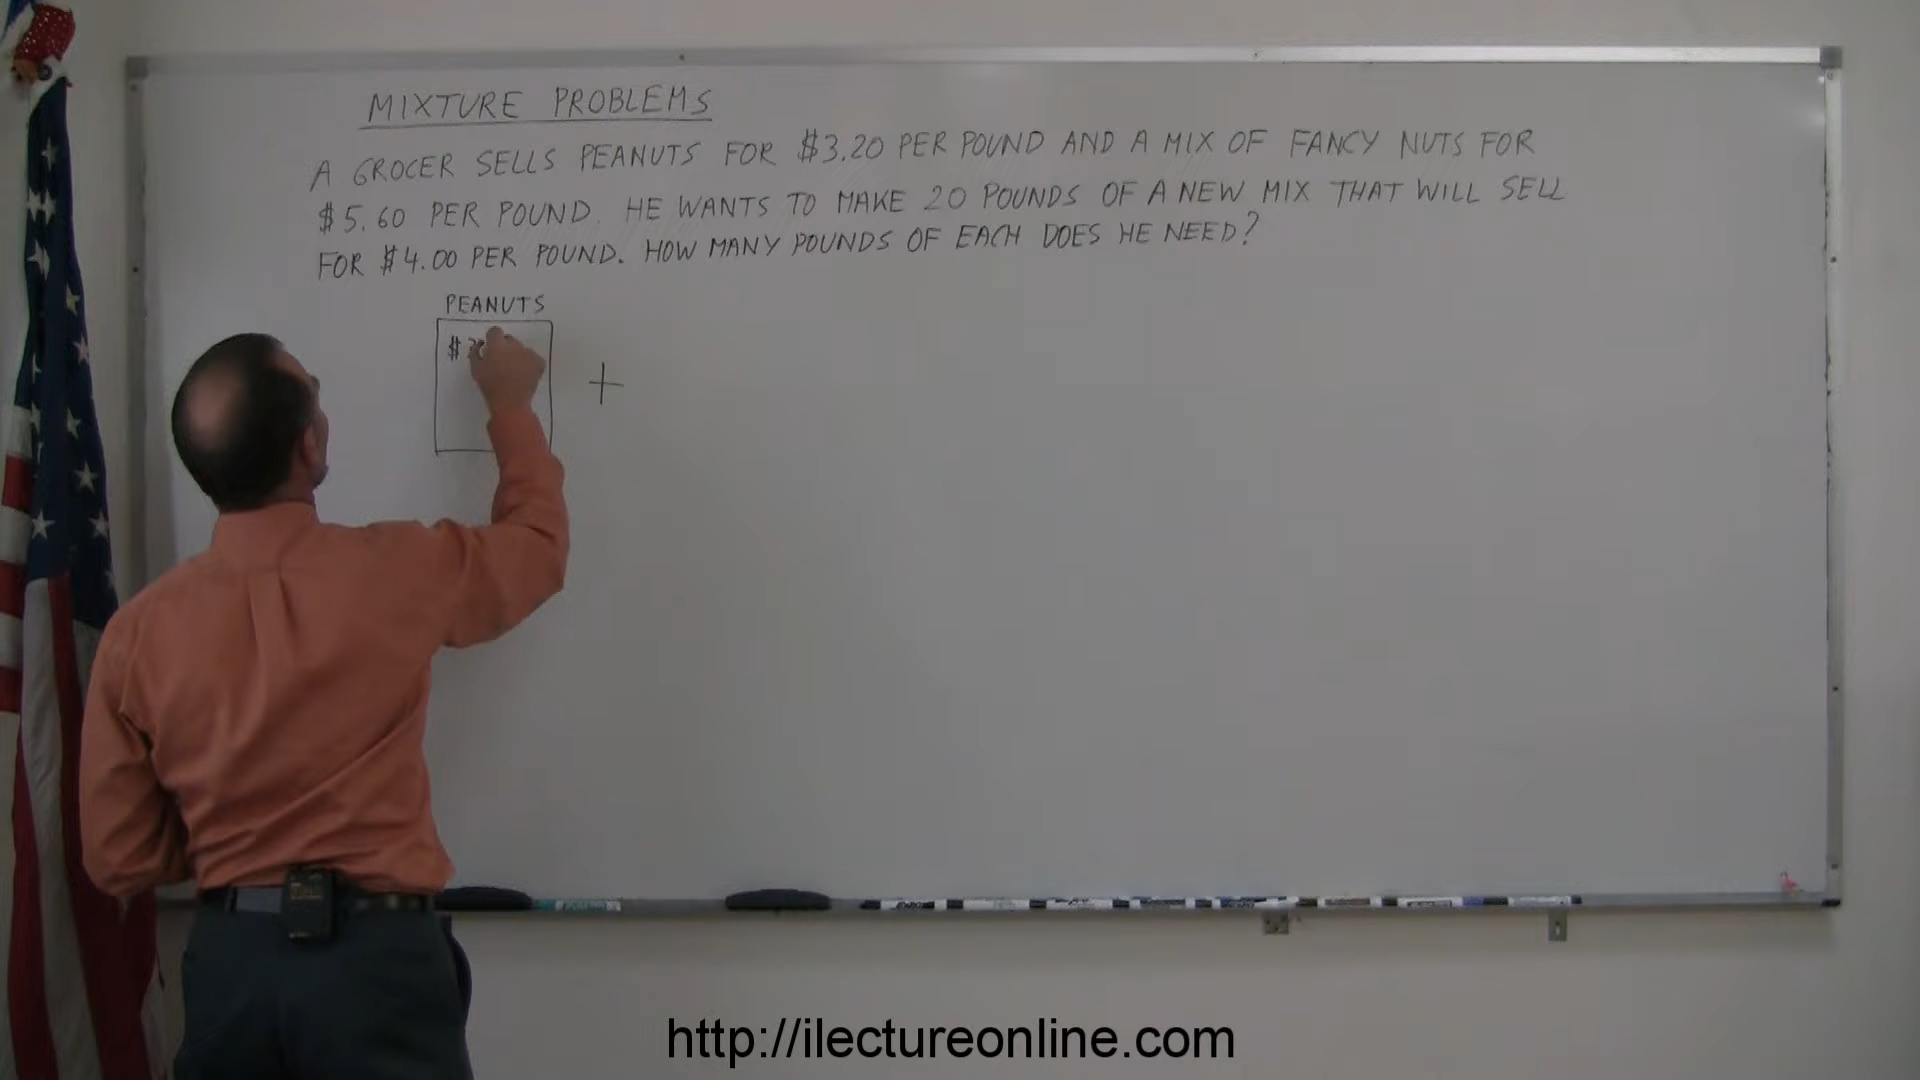 MIXTURE PROBLEMS
A GROCER SELLS PEANUTS FOR $3.20 PER POUND AND A MIX OF FANCY NUTS FOR
$5.60 PER POUND. HE WANTS TO MAKE 20 POUNDS OF A NEW MIX THAT WILL SELL
FOR $4.00 PER POUND. HOW MANY POUNDS OF EACH DOES HE NEED?
PEANUTS
$
+
http://ilectureonline.com